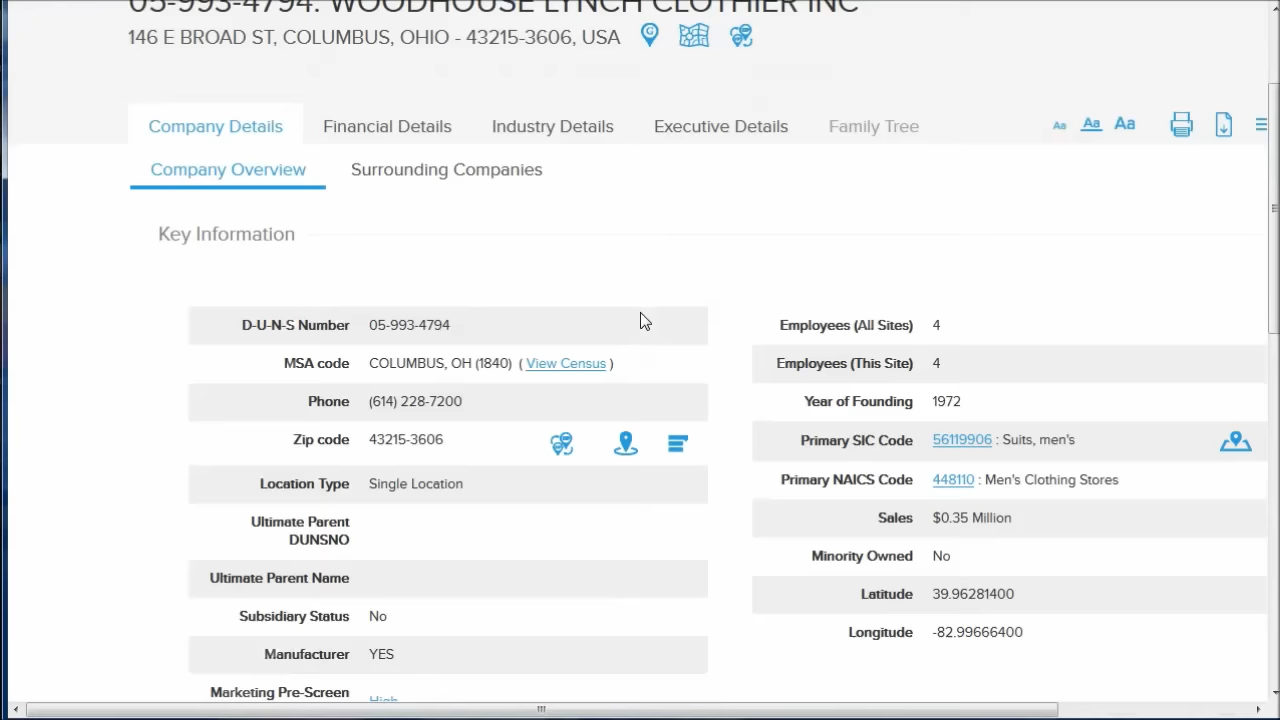 05-993-4794: WOODHOUSE LYNCH CLOTHIER INC
146 E BROAD ST, COLUMBUS, OHIO - 43215-3606, USA
Company Details
Financial Details
Industry Details
Executive Details
Family Tree
Aa Aa Aa
Company Overview
Surrounding Companies
Key Information
D-U-N-S Number 05-993-4794
MSA code COLUMBUS, OH (1840) ( View Census )
Phone (614) 228-7200
Zip code 43215-3606
Location Type Single Location
Ultimate Parent
DUNSNO
Ultimate Parent Name
Subsidiary Status No
Manufacturer YES
Marketing Pre-Screen High
Employees (All Sites) 4
Employees (This Site) 4
Year of Founding 1972
Primary SIC Code 56119906 : Suits, men's
Primary NAICS Code 448110 : Men's Clothing Stores
Sales $0.35 Million
Minority Owned No
Latitude 39.96281400
Longitude -82.99666400